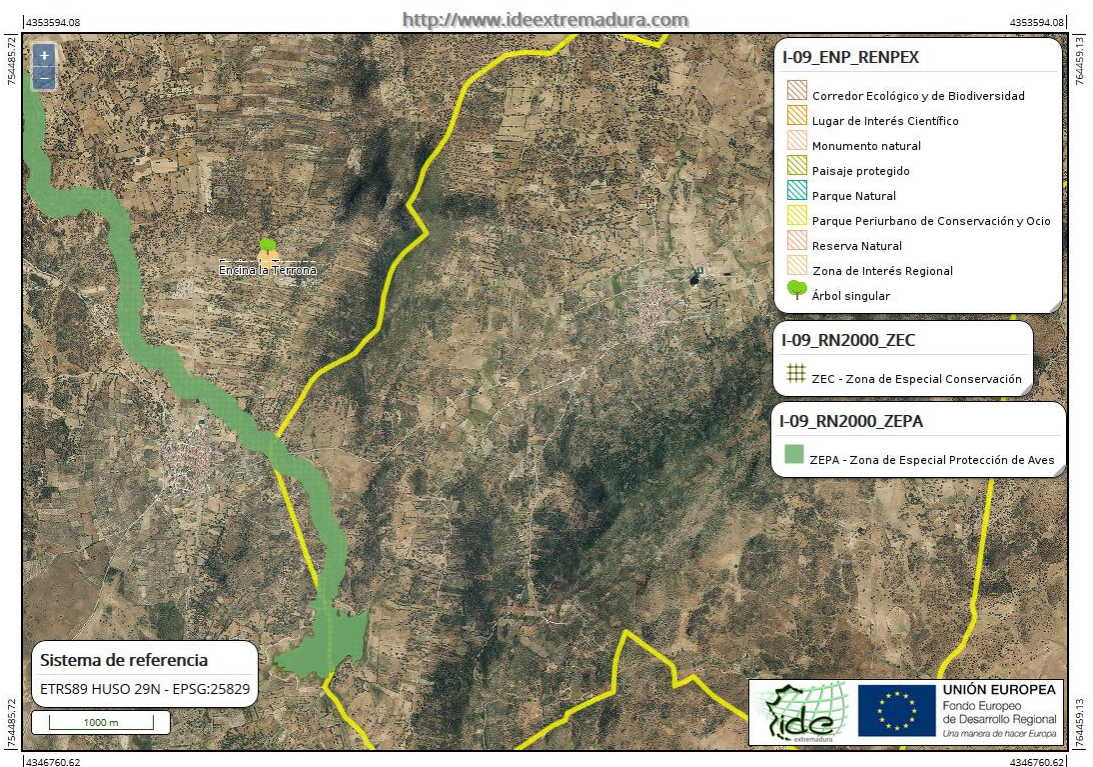 http://www.ideextremadura.com
4353594.08
4353594.08
754485.72
764459.13
+
−
I-09_ENP_RENPEX
Corredor Ecológico y de Biodiversidad
Lugar de Interés Científico
Monumento natural
Paisaje protegido
Parque Natural
Parque Periurbano de Conservación y Ocio
Reserva Natural
Zona de Interés Regional
Árbol singular
Encina la Terrona
I-09_RN2000_ZEC
ZEC - Zona de Especial Conservación
I-09_RN2000_ZEPA
ZEPA - Zona de Especial Protección de Aves
Sistema de referencia
ETRS89 HUSO 29N - EPSG:25829
1000 m
ide
extremadura
UNIÓN EUROPEA
Fondo Europeo
de Desarrollo Regional
Una manera de hacer Europa
754485.72
764459.13
4346760.62
4346760.62